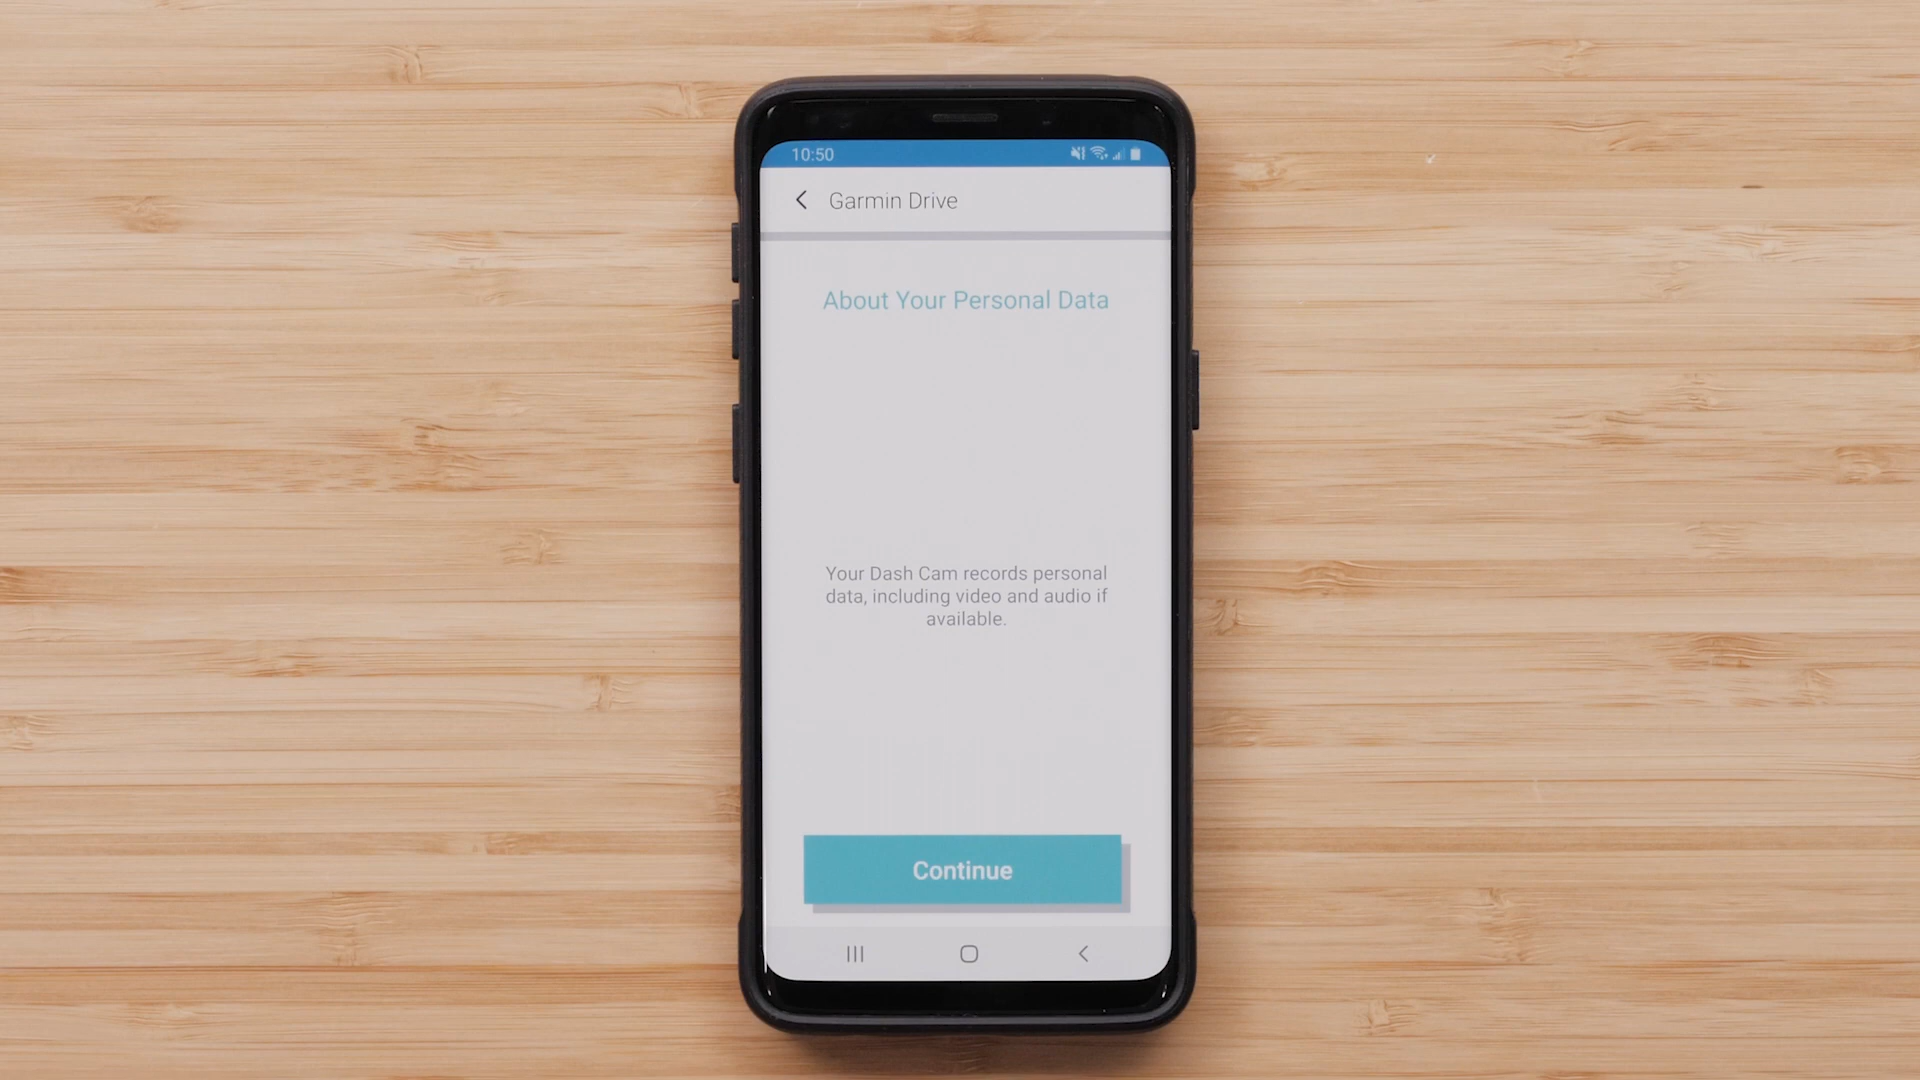 10:50
Garmin Drive
About Your Personal Data
Your Dash Cam records personal
data, including video and audio if
available.
Continue